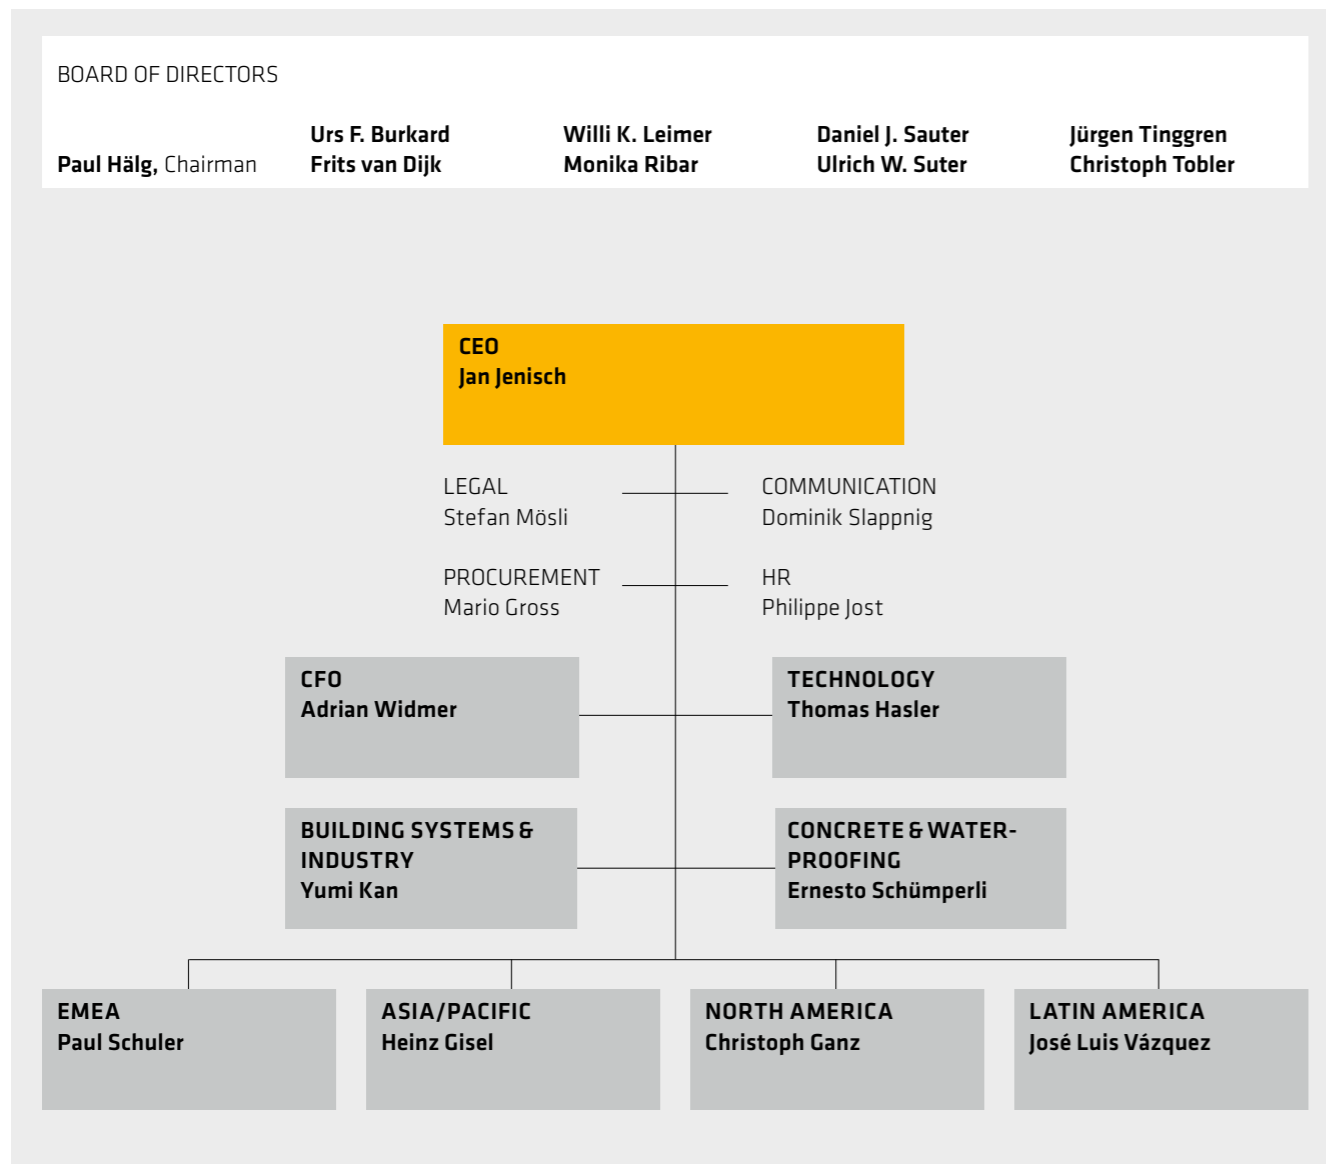 BOARD OF DIRECTORS
Paul Hälg, Chairman
Urs F. Burkard
Frits van Dijk
Willi K. Leimer
Monika Ribar
Daniel J. Sauter
Ulrich W. Suter
Jürgen Tinggren
Christoph Tobler
CEO
Jan Jenisch
LEGAL
Stefan Mösli
COMMUNICATION
Dominik Slappnig
PROCUREMENT
Mario Gross
HR
Philippe Jost
CFO
Adrian Widmer
TECHNOLOGY
Thomas Hasler
BUILDING SYSTEMS &
INDUSTRY
Yumi Kan
CONCRETE & WATER-
PROOFING
Ernesto Schümperli
EMEA
Paul Schuler
ASIA/PACIFIC
Heinz Gisel
NORTH AMERICA
Christoph Ganz
LATIN AMERICA
José Luis Vázquez